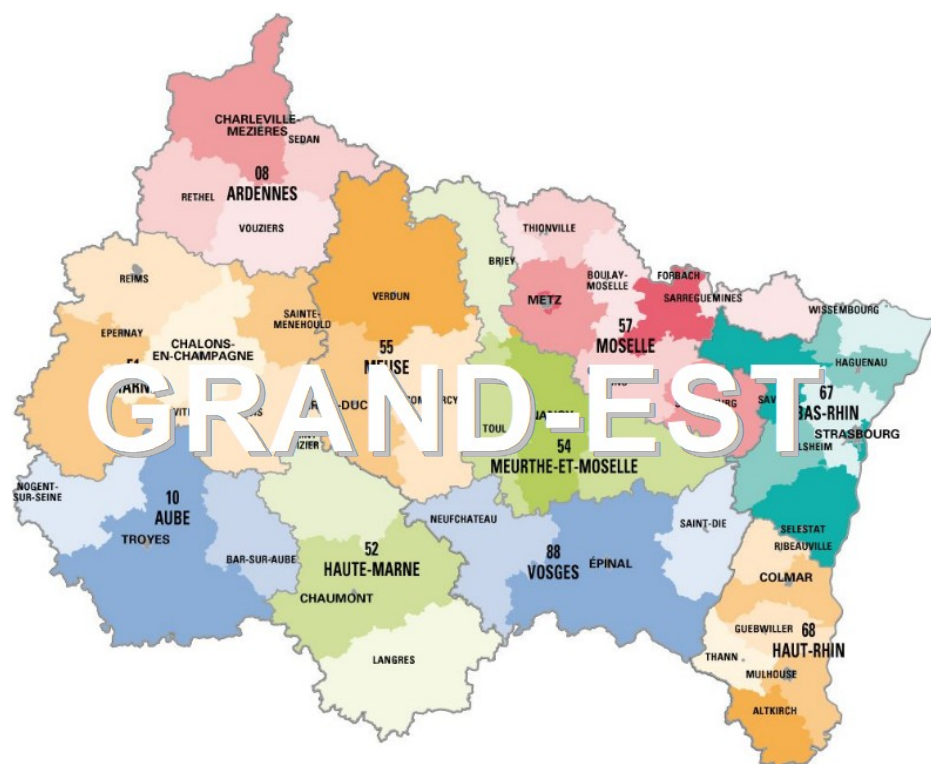 CHARLEVILLE-
MEZIÈRES
SEDAN
08
ARDENNES
RETHEL
VOUZIERS
THIONVILLE
BRIEY
REIMS
BOULAY-
MOSELLE
FORBACH
VERDUN
METZ
SARREGUEMINES
WISSEMBOURG
SAINTE-
MENEHOULD
57
MOSELLE
EPERNAY
CHALONS-
EN-CHAMPAGNE
55
MEUSE
HAGUENAU
67
BAS-RHIN
GRAND-EST
TOUL
STRASBOURG
54
MEURTHE-ET-MOSELLE
NOGENT-
SUR-SEINE
10
AUBE
TROYES
NEUFCHATEAU
SAINT-DIE
SELESTAT
RIBEAUVILLE
BAR-SUR-AUBE
52
HAUTE-MARNE
88
VOSGES
ÉPINAL
COLMAR
CHAUMONT
GUEBWILLER
68
HAUT-RHIN
LANGRES
THANN
MULHOUSE
ALTKIRCH